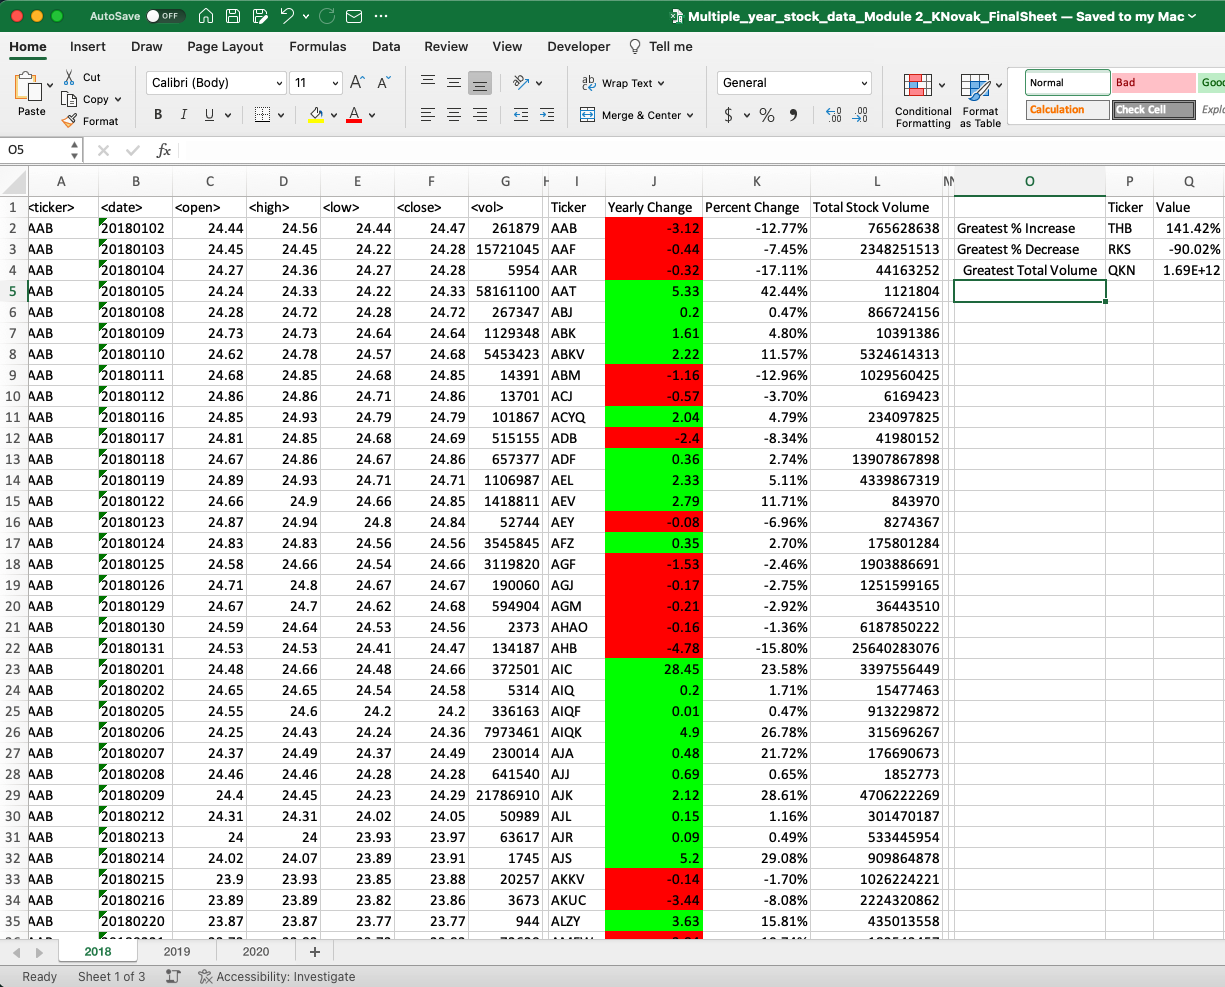 AutoSave OFF Multiple_year_stock_data_Module 2_KNovak_FinalSheet — Saved to my Mac
Home Insert Draw Page Layout Formulas Data Review View Developer Tell me
Paste Cut Copy Format Calibri (Body) 11 A A B I U A ab Wrap Text Merge & Center General $ % Conditional Formatting Format as Table Normal Bad Calculation Check Cell
O5 fx
A B C D E F G H I J K L M O P Q
1 <ticker> <date> <open> <high> <low> <close> <vol> Ticker Yearly Change Percent Change Total Stock Volume Ticker Value
2 AAB 20180102 24.44 24.56 24.44 24.47 261879 AAB -3.12 -12.77% 765628638 Greatest % Increase THB 141.42%
3 AAB 20180103 24.45 24.45 24.22 24.28 15721045 AAF -0.44 -7.45% 2348251513 Greatest % Decrease RKS -90.02%
4 AAB 20180104 24.27 24.36 24.27 24.28 5954 AAR -0.32 -17.11% 44163252 Greatest Total Volume QKN 1.69E+12
5 AAB 20180105 24.24 24.33 24.22 24.33 58161100 AAT 5.33 42.44% 1121804
6 AAB 20180108 24.28 24.72 24.28 24.72 267347 ABJ 0.2 0.47% 866724156
7 AAB 20180109 24.73 24.73 24.64 24.64 1129348 ABK 1.61 4.80% 10391386
8 AAB 20180110 24.62 24.78 24.57 24.68 5453423 ABKV 2.22 11.57% 5324614313
9 AAB 20180111 24.68 24.85 24.68 24.85 14391 ABM -1.16 -12.96% 1029560425
10 AAB 20180112 24.86 24.86 24.71 24.86 13701 ACJ -0.57 -3.70% 6169423
11 AAB 20180116 24.85 24.93 24.79 24.79 101867 ACYQ 2.04 4.79% 234097825
12 AAB 20180117 24.81 24.85 24.68 24.69 515155 ADB -2.4 -8.34% 41980152
13 AAB 20180118 24.67 24.86 24.67 24.86 657377 ADF 0.36 2.74% 13907867898
14 AAB 20180119 24.89 24.93 24.71 24.71 1106987 AEL 2.33 5.11% 4339867319
15 AAB 20180122 24.66 24.9 24.66 24.85 1418811 AEV 2.79 11.71% 843970
16 AAB 20180123 24.87 24.94 24.8 24.84 52744 AEY -0.08 -6.96% 8274367
17 AAB 20180124 24.83 24.83 24.56 24.56 3545845 AFZ 0.35 2.70% 175801284
18 AAB 20180125 24.58 24.66 24.54 24.66 3119820 AGF -1.53 -2.46% 1903886691
19 AAB 20180126 24.71 24.8 24.67 24.67 190060 AGJ -0.17 -2.75% 1251599165
20 AAB 20180129 24.67 24.7 24.62 24.68 594904 AGM -0.21 -2.92% 36443510
21 AAB 20180130 24.59 24.64 24.53 24.56 2373 AHAO -0.16 -1.36% 6187850222
22 AAB 20180131 24.53 24.53 24.41 24.47 134187 AHB -4.78 -15.80% 25640283076
23 AAB 20180201 24.48 24.66 24.48 24.66 372501 AIC 28.45 23.58% 3397556449
24 AAB 20180202 24.65 24.65 24.54 24.58 5314 AIQ 0.2 1.71% 15477463
25 AAB 20180205 24.55 24.6 24.2 24.2 336163 AIQF 0.01 0.47% 913229872
26 AAB 20180206 24.25 24.43 24.24 24.36 7973461 AIQK 4.9 26.78% 315696267
27 AAB 20180207 24.37 24.49 24.37 24.49 230014 AJA 0.48 21.72% 176690673
28 AAB 20180208 24.46 24.46 24.28 24.28 641540 AJJ 0.69 0.65% 1852773
29 AAB 20180209 24.4 24.45 24.23 24.29 21786910 AJK 2.12 28.61% 4706222269
30 AAB 20180212 24.31 24.31 24.02 24.05 50989 AJL 0.15 1.16% 301470187
31 AAB 20180213 24 24 23.93 23.97 63617 AJR 0.09 0.49% 533445954
32 AAB 20180214 24.02 24.07 23.89 23.91 1745 AJS 5.2 29.08% 909864878
33 AAB 20180215 23.9 23.93 23.85 23.88 20257 AKKV -0.14 -1.70% 1026224221
34 AAB 20180216 23.89 23.89 23.82 23.86 3673 AKUC -3.44 -8.08% 2224320862
35 AAB 20180220 23.87 23.87 23.77 23.77 944 ALZY 3.63 15.81% 435013558
2018 2019 2020 +
Ready Sheet 1 of 3 Accessibility: Investigate